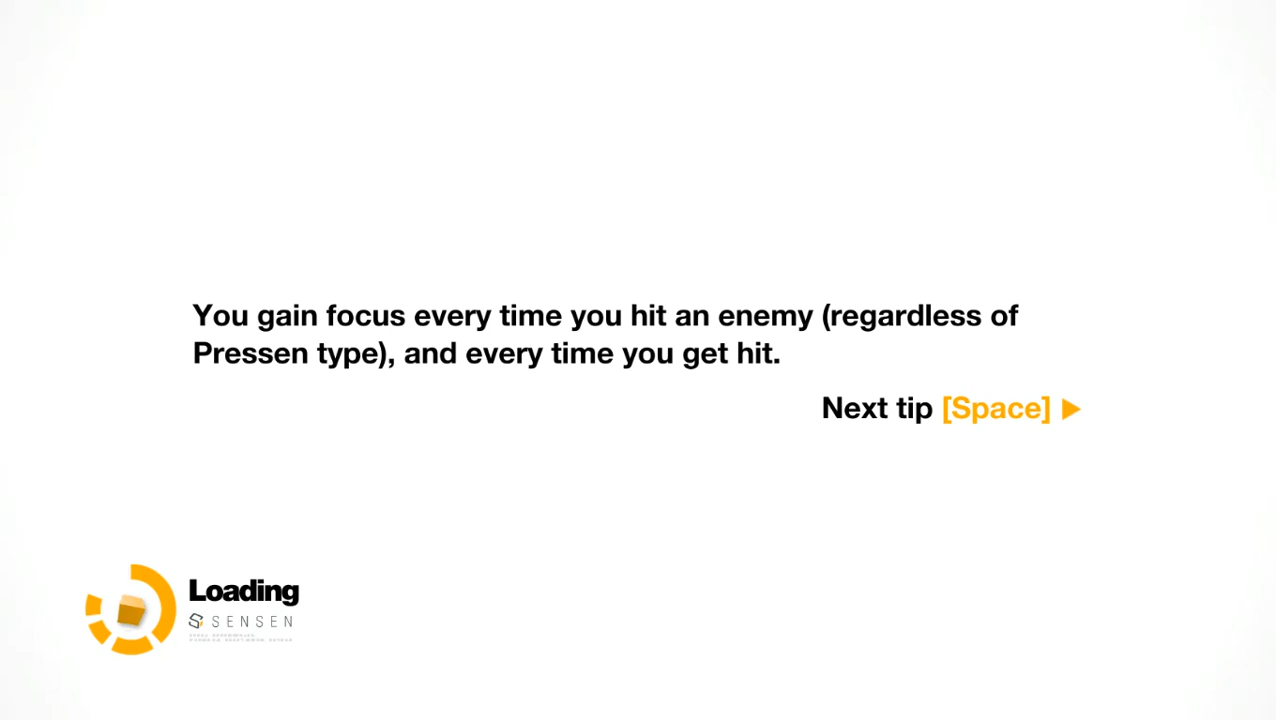 You gain focus every time you hit an enemy (regardless of
Pressen type), and every time you get hit.
Next tip [Space]
Loading
SENSEN